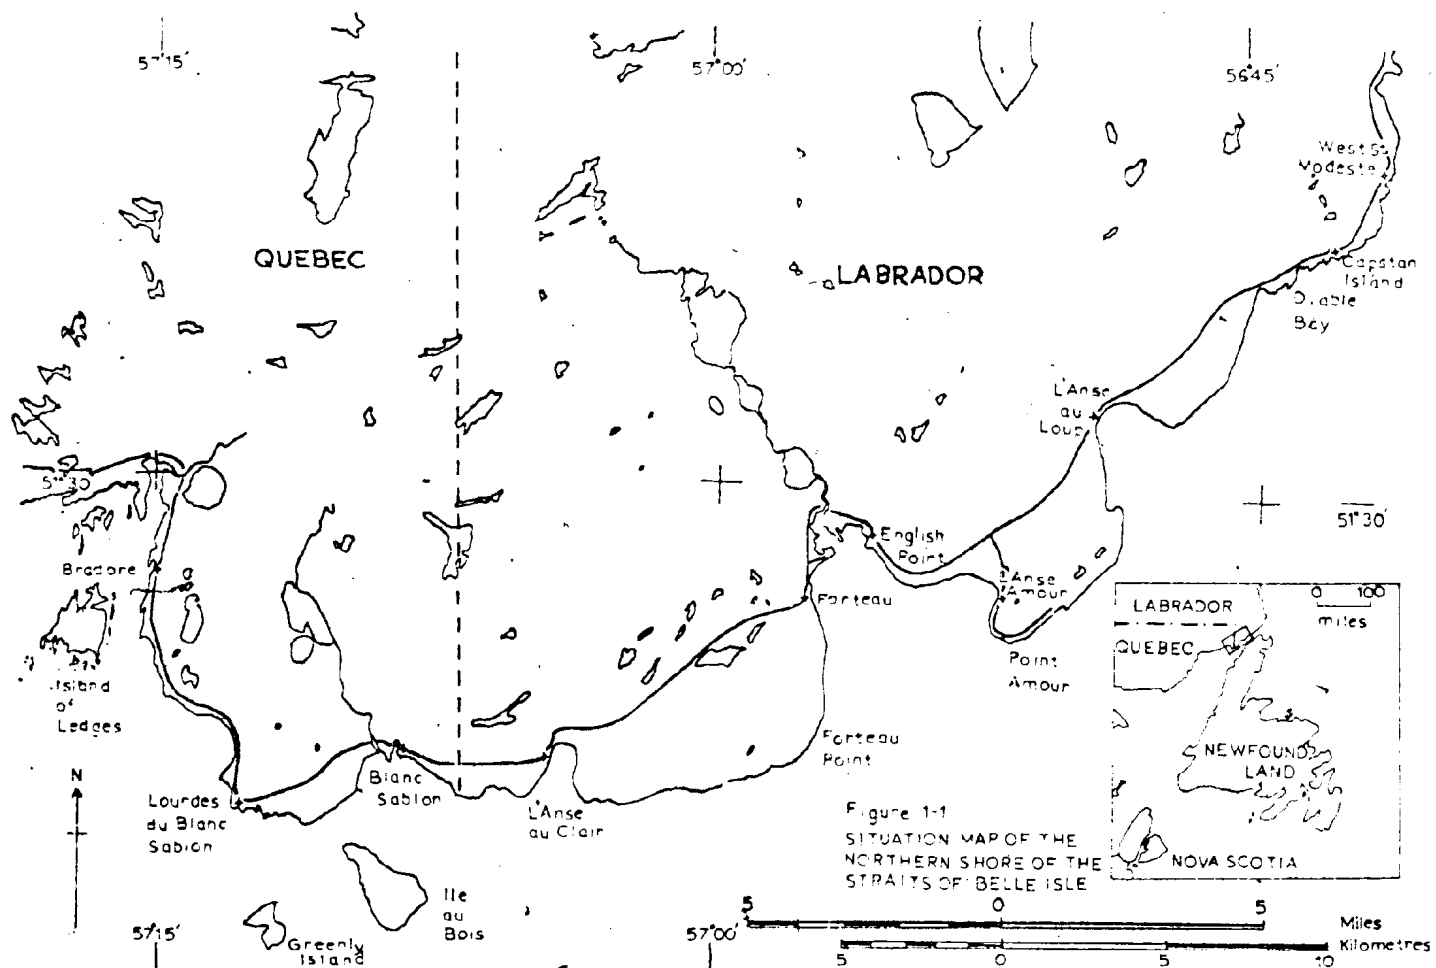 57°15'
57°00'
56°45'
West St
Modeste
QUEBEC
LABRADOR
Capstan
Island
Diable
Bay
L'Anse
au
Loup
51°30'
51°30'
English
Point
Bradore
Forteau
L'Anse
Amour
Point
Amour
Island
of
Ledges
Forteau
Point
N
Lourdes
du Blanc
Sablon
Blanc
Sablon
L'Anse
au Clair
Ile
au
Bois
Greenly
Island
57°15'
57°00'
LABRADOR
QUEBEC
0 100
miles
NEWFOUND
LAND
NOVA SCOTIA
Figure 1-1
SITUATION MAP OF THE
NORTHERN SHORE OF THE
STRAITS OF BELLE ISLE
5 0 5
Miles
Kilometres
5 0 5 10